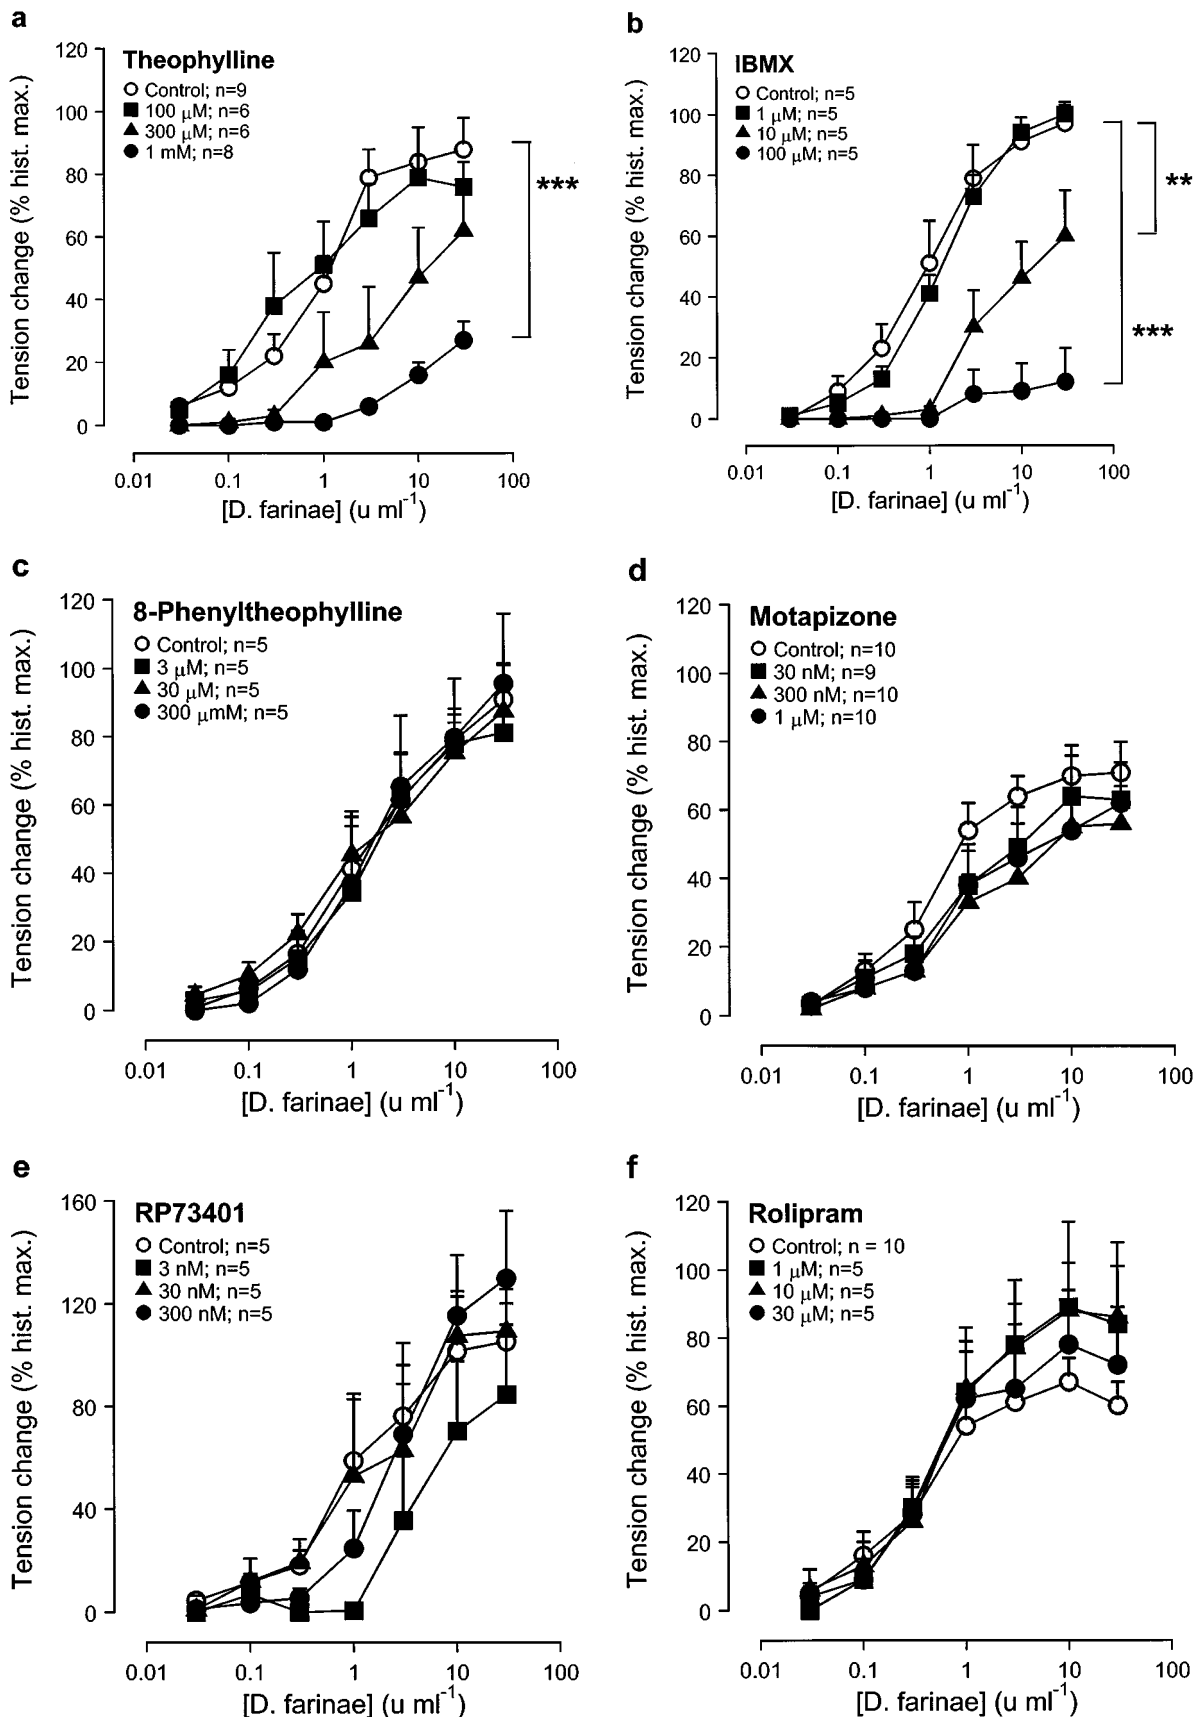 a
Theophylline
Control; n=9
100 μM; n=6
300 μM; n=6
1 mM; n=8
Tension change (% hist. max.)
120
100
80
60
40
20
0
***
0.01 0.1 1 10 100
[D. farinae] (u ml⁻¹)
b
IBMX
Control; n=5
1 μM; n=5
10 μM; n=5
100 μM; n=5
Tension change (% hist. max.)
120
100
80
60
40
20
0
**
***
0.01 0.1 1 10 100
[D. farinae] (u ml⁻¹)
c
8-Phenyltheophylline
Control; n=5
3 μM; n=5
30 μM; n=5
300 μmM; n=5
Tension change (% hist. max.)
120
100
80
60
40
20
0
0.01 0.1 1 10 100
[D. farinae] (u ml⁻¹)
d
Motapizone
Control; n=10
30 nM; n=9
300 nM; n=10
1 μM; n=10
Tension change (% hist. max.)
120
100
80
60
40
20
0
0.01 0.1 1 10 100
[D. farinae] (u ml⁻¹)
e
RP73401
Control; n=5
3 nM; n=5
30 nM; n=5
300 nM; n=5
Tension change (% hist. max.)
160
120
80
40
0
0.01 0.1 1 10 100
[D. farinae] (u ml⁻¹)
f
Rolipram
Control; n = 10
1 μM; n=5
10 μM; n=5
30 μM; n=5
Tension change (% hist. max.)
120
100
80
60
40
20
0
0.01 0.1 1 10 100
[D. farinae] (u ml⁻¹)